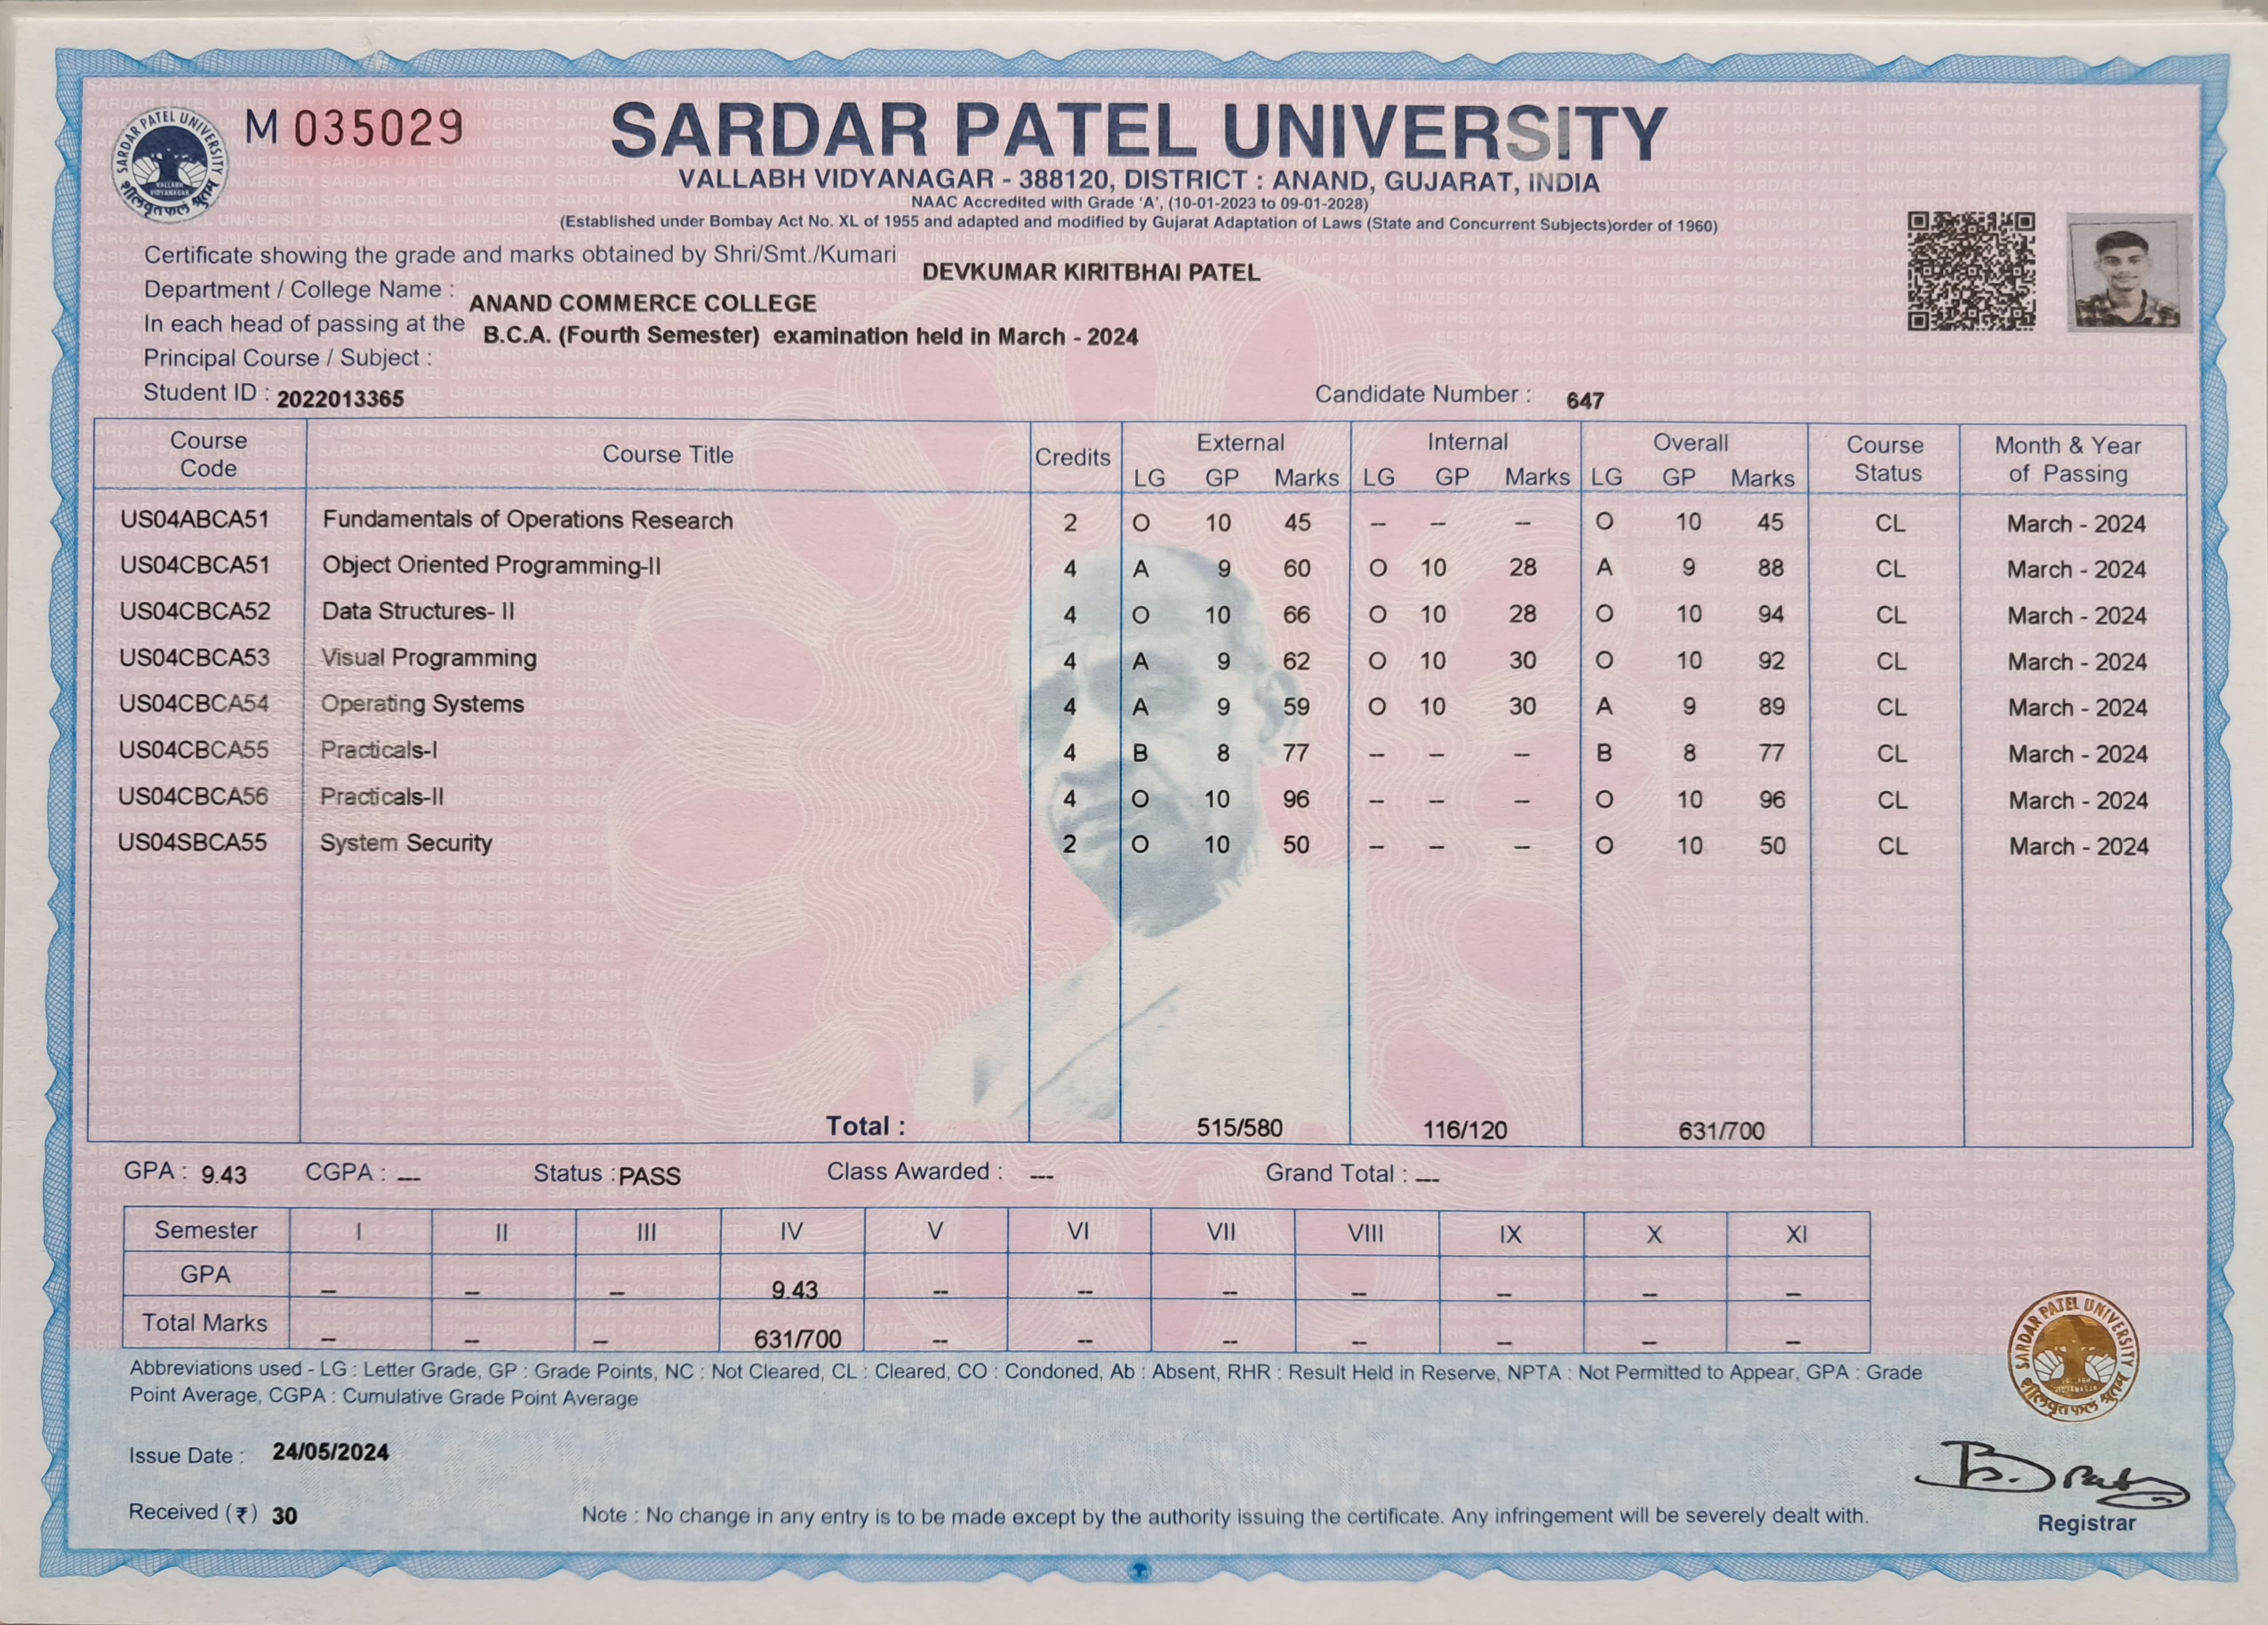 M 035029
SARDAR PATEL UNIVERSITY
VALLABH VIDYANAGAR - 388120, DISTRICT : ANAND, GUJARAT, INDIA
NAAC Accredited with Grade 'A', (10-01-2023 to 09-01-2028)
(Established under Bombay Act No. XL of 1955 and adapted and modified by Gujarat Adaptation of Laws (State and Concurrent Subjects)order of 1960)
Certificate showing the grade and marks obtained by Shri/Smt./Kumari DEVKUMAR KIRITBHAI PATEL
Department / College Name : ANAND COMMERCE COLLEGE
In each head of passing at the B.C.A. (Fourth Semester) examination held in March - 2024
Principal Course / Subject :
Student ID : 2022013365 Candidate Number : 647
Course Code Course Title Credits External Internal Overall Course Status Month & Year of Passing
LG GP Marks LG GP Marks LG GP Marks
US04ABCA51 Fundamentals of Operations Research 2 O 10 45 -- -- -- O 10 45 CL March - 2024
US04CBCA51 Object Oriented Programming-II 4 A 9 60 O 10 28 A 9 88 CL March - 2024
US04CBCA52 Data Structures- II 4 O 10 66 O 10 28 O 10 94 CL March - 2024
US04CBCA53 Visual Programming 4 A 9 62 O 10 30 O 10 92 CL March - 2024
US04CBCA54 Operating Systems 4 A 9 59 O 10 30 A 9 89 CL March - 2024
US04CBCA55 Practicals-I 4 B 8 77 -- -- -- B 8 77 CL March - 2024
US04CBCA56 Practicals-II 4 O 10 96 -- -- -- O 10 96 CL March - 2024
US04SBCA55 System Security 2 O 10 50 -- -- -- O 10 50 CL March - 2024
Total : 515/580 116/120 631/700
GPA : 9.43 CGPA : --- Status : PASS Class Awarded : --- Grand Total : ---
Semester I II III IV V VI VII VIII IX X XI
GPA -- -- -- 9.43 -- -- -- -- -- -- --
Total Marks -- -- -- 631/700 -- -- -- -- -- -- --
Abbreviations used - LG : Letter Grade, GP : Grade Points, NC : Not Cleared, CL : Cleared, CO : Condoned, Ab : Absent, RHR : Result Held in Reserve, NPTA : Not Permitted to Appear, GPA : Grade
Point Average, CGPA : Cumulative Grade Point Average
SARDAR PATEL UNIVERSITY
Issue Date : 24/05/2024
Received (₹) 30
Note : No change in any entry is to be made except by the authority issuing the certificate. Any infringement will be severely dealt with.
Registrar